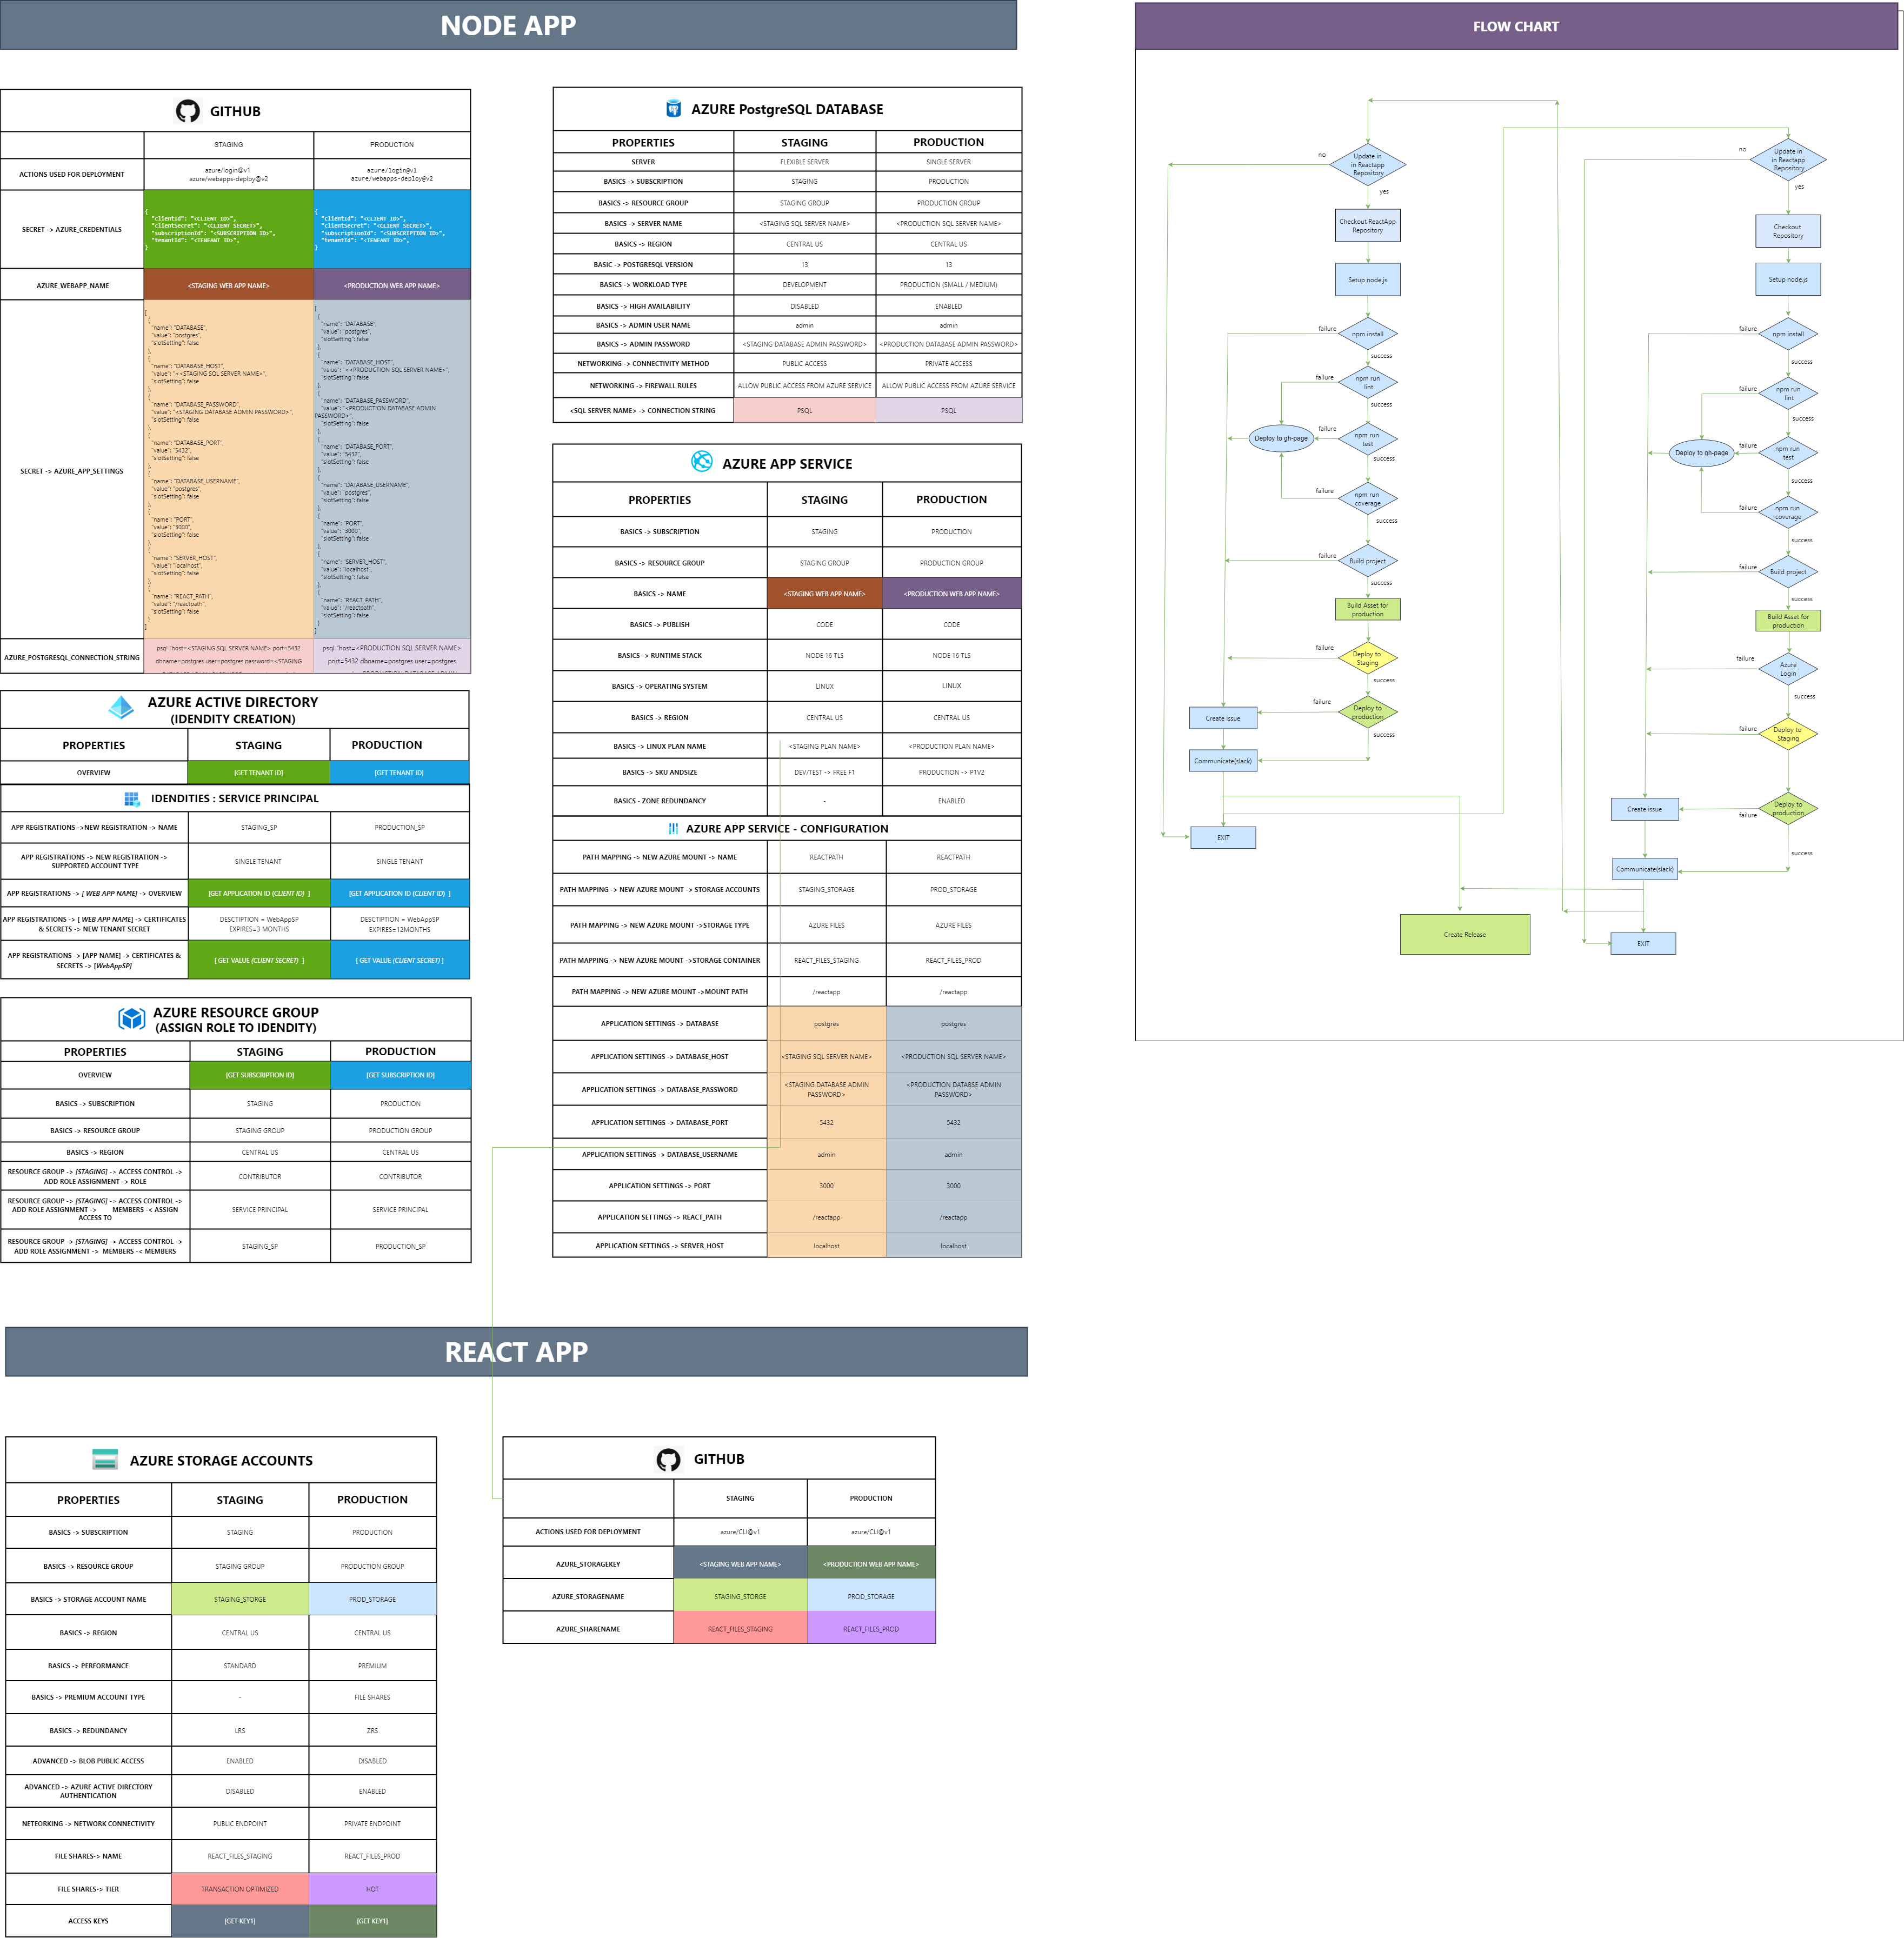 NODE APP
GITHUB
STAGING PRODUCTION
ACTIONS USED FOR DEPLOYMENT
azure/login@v1
azure/webapps-deploy@v2
azure/login@v1
azure/webapps-deploy@v2
SECRET -> AZURE_CREDENTIALS
{
"clientId": "<CLIENT ID>",
"clientSecret": "<CLIENT SECRET>",
"subscriptionId": "<SUBSCRIPTION ID>",
"tenantId": "<TENEANT ID>",
}
{
"clientId": "<CLIENT ID>",
"clientSecret": "<CLIENT SECRET>",
"subscriptionId": "<SUBSCRIPTION ID>",
"tenantId": "<TENEANT ID>",
}
AZURE_WEBAPP_NAME <STAGING WEB APP NAME> <PRODUCTION WEB APP NAME>
SECRET -> AZURE_APP_SETTINGS
[
{
"name": "DATABASE",
"value": "postgres",
"slotSetting": false
},
{
"name": "DATABASE_HOST",
"value": "<<STAGING SQL SERVER NAME>",
"slotSetting": false
},
{
"name": "DATABASE_PASSWORD",
"value": "<STAGING DATABASE ADMIN PASSWORD>",
"slotSetting": false
},
{
"name": "DATABASE_PORT",
"value": "5432",
"slotSetting": false
},
{
"name": "DATABASE_USERNAME",
"value": "postgres",
"slotSetting": false
},
{
"name": "PORT",
"value": "3000",
"slotSetting": false
},
{
"name": "SERVER_HOST",
"value": "localhost",
"slotSetting": false
},
{
"name": "REACT_PATH",
"value": "/reactpath",
"slotSetting": false
}
]
[
{
"name": "DATABASE",
"value": "postgres",
"slotSetting": false
},
{
"name": "DATABASE_HOST",
"value": "<<PRODUCTION SQL SERVER NAME>",
"slotSetting": false
},
{
"name": "DATABASE_PASSWORD",
"value": "<PRODUCTION DATABASE ADMIN
PASSWORD>",
"slotSetting": false
},
{
"name": "DATABASE_PORT",
"value": "5432",
"slotSetting": false
},
{
"name": "DATABASE_USERNAME",
"value": "postgres",
"slotSetting": false
},
{
"name": "PORT",
"value": "3000",
"slotSetting": false
},
{
"name": "SERVER_HOST",
"value": "localhost",
"slotSetting": false
},
{
"name": "REACT_PATH",
"value": "/reactpath",
"slotSetting": false
}
]
AZURE_POSTGRESQL_CONNECTION_STRING
psql "host=<STAGING SQL SERVER NAME> port=5432
dbname=postgres user=postgres password=<STAGING
psql "host=<PRODUCTION SQL SERVER NAME>
port=5432 dbname=postgres user=postgres
AZURE ACTIVE DIRECTORY
(IDENDITY CREATION)
PROPERTIES STAGING PRODUCTION
OVERVIEW [GET TENANT ID] [GET TENANT ID]
IDENDITIES : SERVICE PRINCIPAL
APP REGISTRATIONS ->NEW REGISTRATION -> NAME STAGING_SP PRODUCTION_SP
APP REGISTRATIONS -> NEW REGISTRATION ->
SUPPORTED ACCOUNT TYPE
SINGLE TENANT SINGLE TENANT
APP REGISTRATIONS -> [ WEB APP NAME] -> OVERVIEW [GET APPLICATION ID (CLIENT ID) ] [GET APPLICATION ID (CLIENT ID) ]
APP REGISTRATIONS -> [ WEB APP NAME] -> CERTIFICATES
& SECRETS -> NEW TENANT SECRET
DESCTIPTION = WebAppSP
EXPIRES=3 MONTHS
DESCTIPTION = WebAppSP
EXPIRES=12MONTHS
APP REGISTRATIONS -> [APP NAME] -> CERTIFICATES &
SECRETS -> [WebAppSP]
[ GET VALUE (CLIENT SECRET) ] [ GET VALUE (CLIENT SECRET) ]
AZURE RESOURCE GROUP
(ASSIGN ROLE TO IDENDITY)
PROPERTIES STAGING PRODUCTION
OVERVIEW [GET SUBSCRIPTION ID] [GET SUBSCRIPTION ID]
BASICS -> SUBSCRIPTION STAGING PRODUCTION
BASICS -> RESOURCE GROUP STAGING GROUP PRODUCTION GROUP
BASICS -> REGION CENTRAL US CENTRAL US
RESOURCE GROUP -> [STAGING] -> ACCESS CONTROL ->
ADD ROLE ASSIGNMENT -> ROLE
CONTRIBUTOR CONTRIBUTOR
RESOURCE GROUP -> [STAGING] -> ACCESS CONTROL ->
ADD ROLE ASSIGNMENT -> MEMBERS -< ASSIGN
ACCESS TO
SERVICE PRINCIPAL SERVICE PRINCIPAL
RESOURCE GROUP -> [STAGING] -> ACCESS CONTROL ->
ADD ROLE ASSIGNMENT -> MEMBERS -< MEMBERS
STAGING_SP PRODUCTION_SP
AZURE PostgreSQL DATABASE
PROPERTIES STAGING PRODUCTION
SERVER FLEXIBLE SERVER SINGLE SERVER
BASICS -> SUBSCRIPTION STAGING PRODUCTION
BASICS -> RESOURCE GROUP STAGING GROUP PRODUCTION GROUP
BASICS -> SERVER NAME <STAGING SQL SERVER NAME> <PRODUCTION SQL SERVER NAME>
BASICS -> REGION CENTRAL US CENTRAL US
BASIC -> POSTGRESQL VERSION 13 13
BASICS -> WORKLOAD TYPE DEVELOPMENT PRODUCTION (SMALL / MEDIUM)
BASICS -> HIGH AVAILABILITY DISABLED ENABLED
BASICS -> ADMIN USER NAME admin admin
BASICS -> ADMIN PASSWORD <STAGING DATABASE ADMIN PASSWORD> <PRODUCTION DATABASE ADMIN PASSWORD>
NETWORKING -> CONNECTIVITY METHOD PUBLIC ACCESS PRIVATE ACCESS
NETWORKING -> FIREWALL RULES ALLOW PUBLIC ACCESS FROM AZURE SERVICE ALLOW PUBLIC ACCESS FROM AZURE SERVICE
<SQL SERVER NAME> -> CONNECTION STRING PSQL PSQL
AZURE APP SERVICE
PROPERTIES STAGING PRODUCTION
BASICS -> SUBSCRIPTION STAGING PRODUCTION
BASICS -> RESOURCE GROUP STAGING GROUP PRODUCTION GROUP
BASICS -> NAME <STAGING WEB APP NAME> <PRODUCTION WEB APP NAME>
BASICS -> PUBLISH CODE CODE
BASICS -> RUNTIME STACK NODE 16 TLS NODE 16 TLS
BASICS -> OPERATING SYSTEM LINUX LINUX
BASICS -> REGION CENTRAL US CENTRAL US
BASICS -> LINUX PLAN NAME <STAGING PLAN NAME> <PRODUCTION PLAN NAME>
BASICS -> SKU ANDSIZE DEV/TEST -> FREE F1 PRODUCTION -> P1V2
BASICS - ZONE REDUNDANCY - ENABLED
AZURE APP SERVICE - CONFIGURATION
PATH MAPPING -> NEW AZURE MOUNT -> NAME REACTPATH REACTPATH
PATH MAPPING -> NEW AZURE MOUNT -> STORAGE ACCOUNTS STAGING_STORAGE PROD_STORAGE
PATH MAPPING -> NEW AZURE MOUNT ->STORAGE TYPE AZURE FILES AZURE FILES
PATH MAPPING -> NEW AZURE MOUNT ->STORAGE CONTAINER REACT_FILES_STAGING REACT_FILES_PROD
PATH MAPPING -> NEW AZURE MOUNT ->MOUNT PATH /reactapp /reactapp
APPLICATION SETTINGS -> DATABASE postgres postgres
APPLICATION SETTINGS -> DATABASE_HOST <STAGING SQL SERVER NAME> <PRODUCTION SQL SERVER NAME>
APPLICATION SETTINGS -> DATABASE_PASSWORD
<STAGING DATABASE ADMIN
PASSWORD>
<PRODUCTION DATABSE ADMIN
PASSWORD>
APPLICATION SETTINGS -> DATABASE_PORT 5432 5432
APPLICATION SETTINGS -> DATABASE_USERNAME admin admin
APPLICATION SETTINGS -> PORT 3000 3000
APPLICATION SETTINGS -> REACT_PATH /reactapp /reactapp
APPLICATION SETTINGS -> SERVER_HOST localhost localhost
FLOW CHART
no
Update in
in Reactapp
Repository
yes
Checkout ReactApp
Repository
Setup node.js
failure
npm install
success
failure
npm run
lint
success
Deploy to gh-page
failure
npm run
test
success
failure
npm run
coverage
success
failure
Build project
success
Build Asset for
production
failure
Deploy to
Staging
success
failure
Deploy to
production
success
Create issue
Communicate(slack)
EXIT
no
Update in
in Reactapp
Repository
yes
Checkout
Repository
Setup node.js
failure
npm install
success
failure
npm run
lint
success
Deploy to gh-page
failure
npm run
test
success
failure
npm run
coverage
success
failure
Build project
success
Build Asset for
production
failure
Azure
Login
success
failure
Deploy to
Staging
success
Deploy to
production
failure
success
Create issue
Communicate(slack)
Create Release
EXIT
REACT APP
AZURE STORAGE ACCOUNTS
PROPERTIES STAGING PRODUCTION
BASICS -> SUBSCRIPTION STAGING PRODUCTION
BASICS -> RESOURCE GROUP STAGING GROUP PRODUCTION GROUP
BASICS -> STORAGE ACCOUNT NAME STAGING_STORGE PROD_STORAGE
BASICS -> REGION CENTRAL US CENTRAL US
BASICS -> PERFORMANCE STANDARD PREMIUM
BASICS -> PREMIUM ACCOUNT TYPE - FILE SHARES
BASICS -> REDUNDANCY LRS ZRS
ADVANCED -> BLOB PUBLIC ACCESS ENABLED DISABLED
ADVANCED -> AZURE ACTIVE DIRECTORY
AUTHENTICATION
DISABLED ENABLED
NETEORKING -> NETWORK CONNECTIVITY PUBLIC ENDPOINT PRIVATE ENDPOINT
FILE SHARES-> NAME REACT_FILES_STAGING REACT_FILES_PROD
FILE SHARES-> TIER TRANSACTION OPTIMIZED HOT
ACCESS KEYS [GET KEY1] [GET KEY1]
GITHUB
STAGING PRODUCTION
ACTIONS USED FOR DEPLOYMENT azure/CLI@v1 azure/CLI@v1
AZURE_STORAGEKEY <STAGING WEB APP NAME> <PRODUCTION WEB APP NAME>
AZURE_STORAGENAME STAGING_STORGE PROD_STORAGE
AZURE_SHARENAME REACT_FILES_STAGING REACT_FILES_PROD